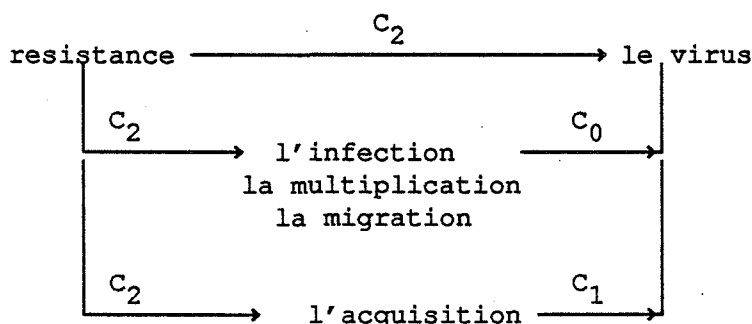 C2
resistance le virus
C2 C0
l'infection
la multiplication
la migration
C2 C1
l'acquisition